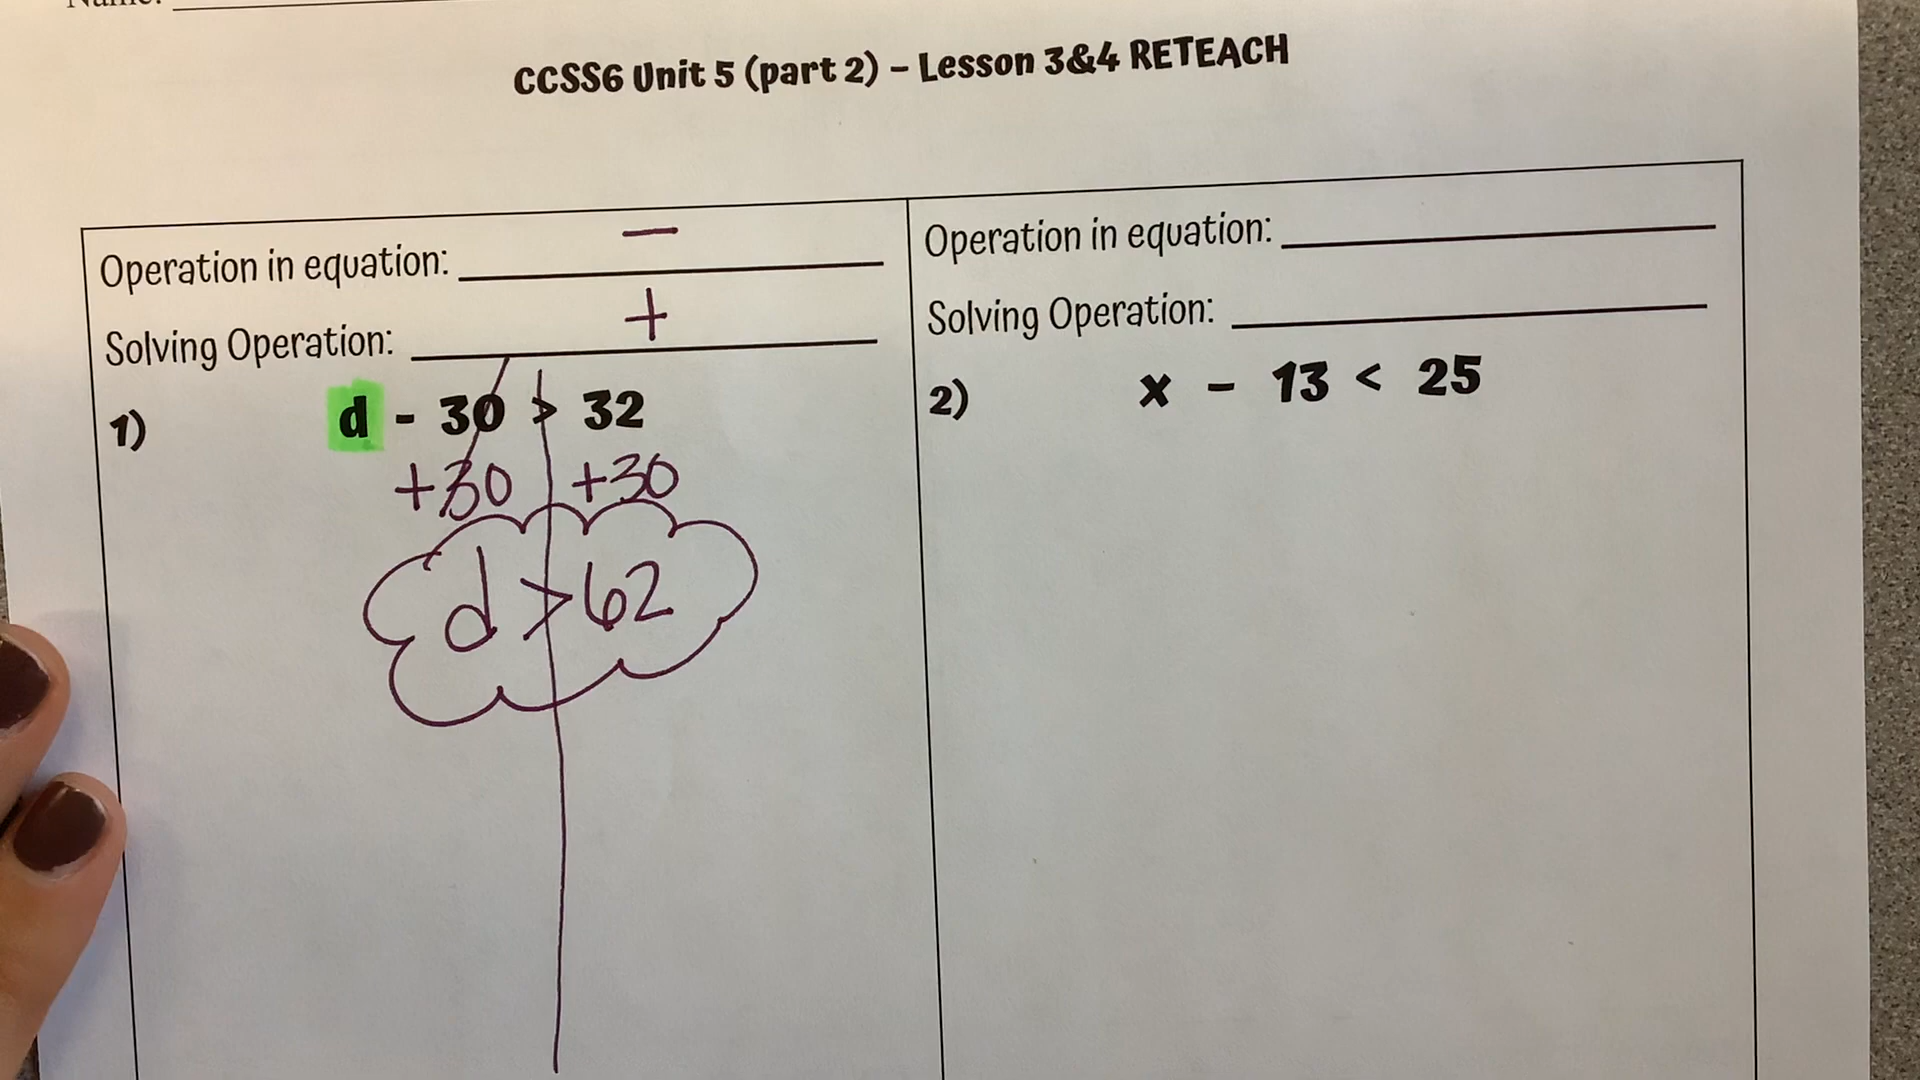 Name:
CCSS6 Unit 5 (part 2) – Lesson 3&4 RETEACH
Operation in equation: —
Solving Operation: +
1) d - 30 > 32
+30 +30
d > 62
Operation in equation:
Solving Operation:
2) x - 13 < 25